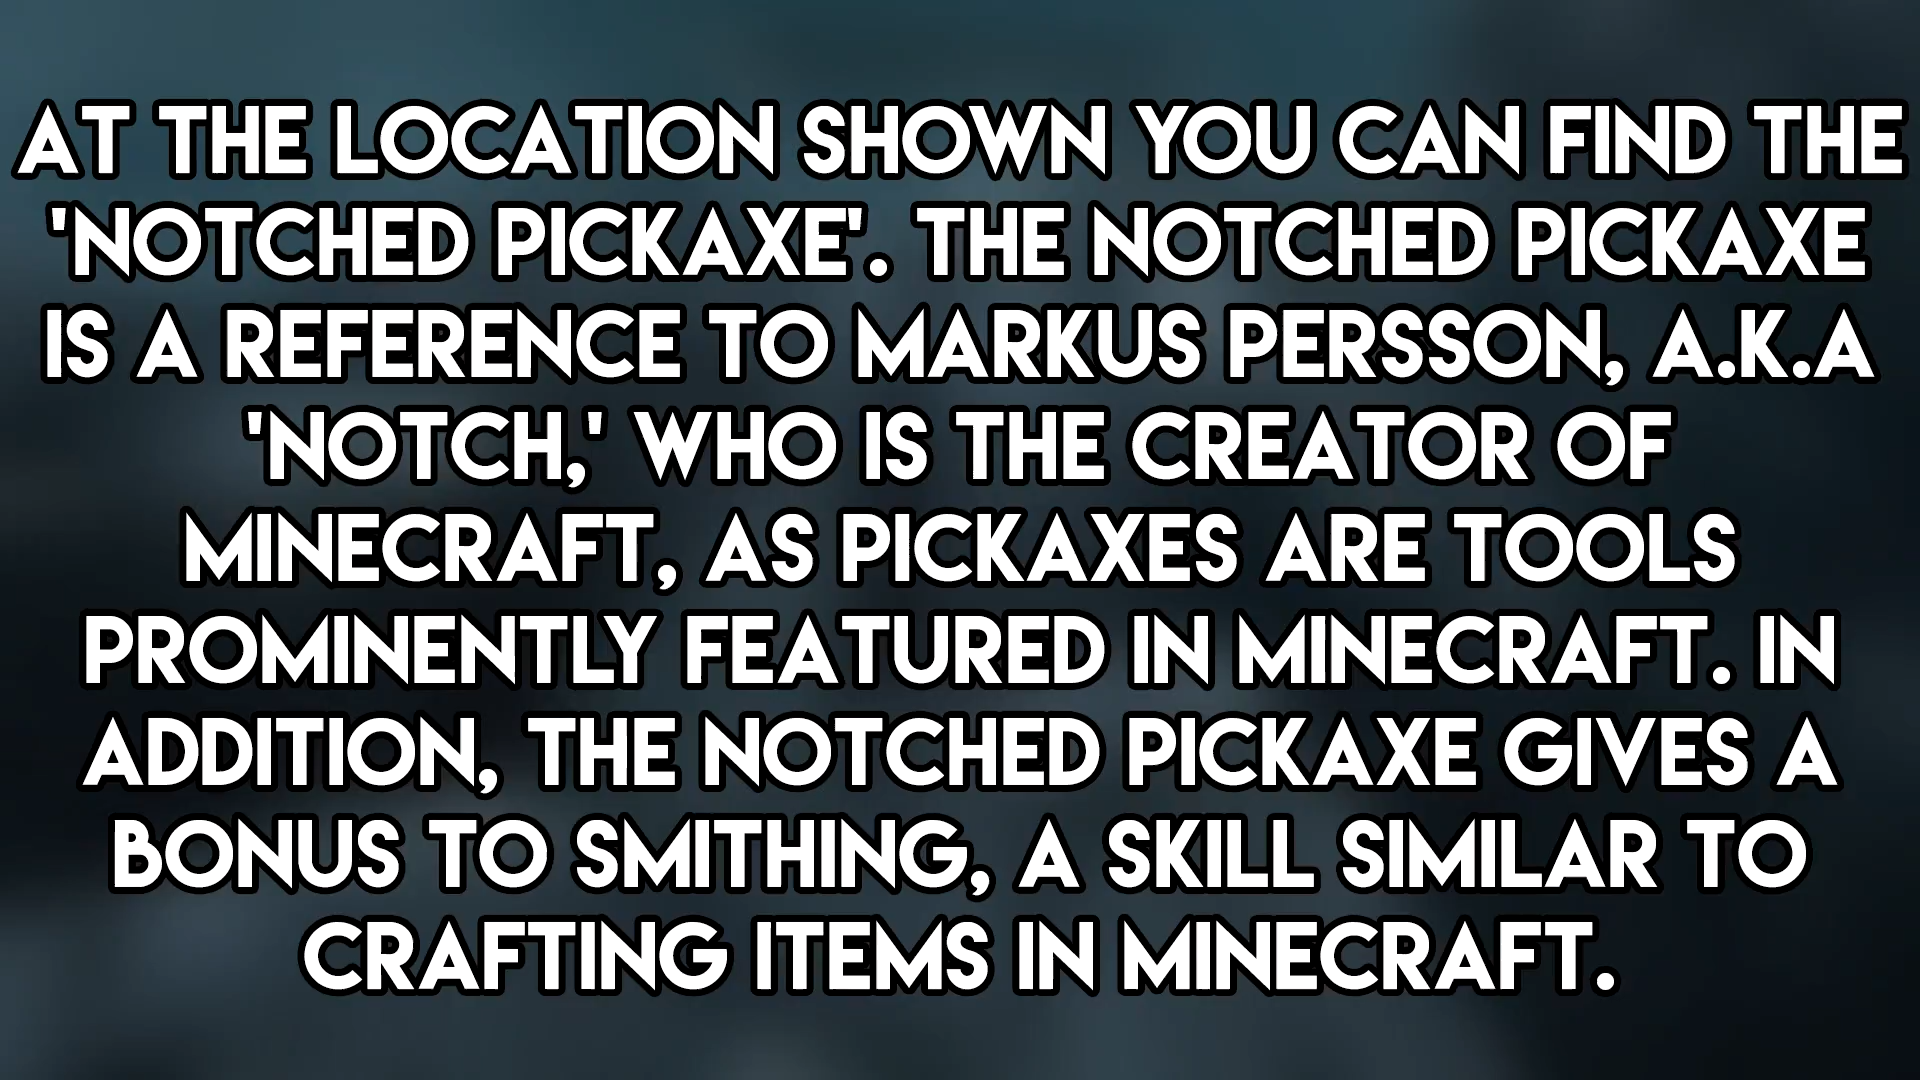 AT THE LOCATION SHOWN YOU CAN FIND THE
'NOTCHED PICKAXE'. THE NOTCHED PICKAXE
IS A REFERENCE TO MARKUS PERSSON, A.K.A
'NOTCH,' WHO IS THE CREATOR OF
MINECRAFT, AS PICKAXES ARE TOOLS
PROMINENTLY FEATURED IN MINECRAFT. IN
ADDITION, THE NOTCHED PICKAXE GIVES A
BONUS TO SMITHING, A SKILL SIMILAR TO
CRAFTING ITEMS IN MINECRAFT.